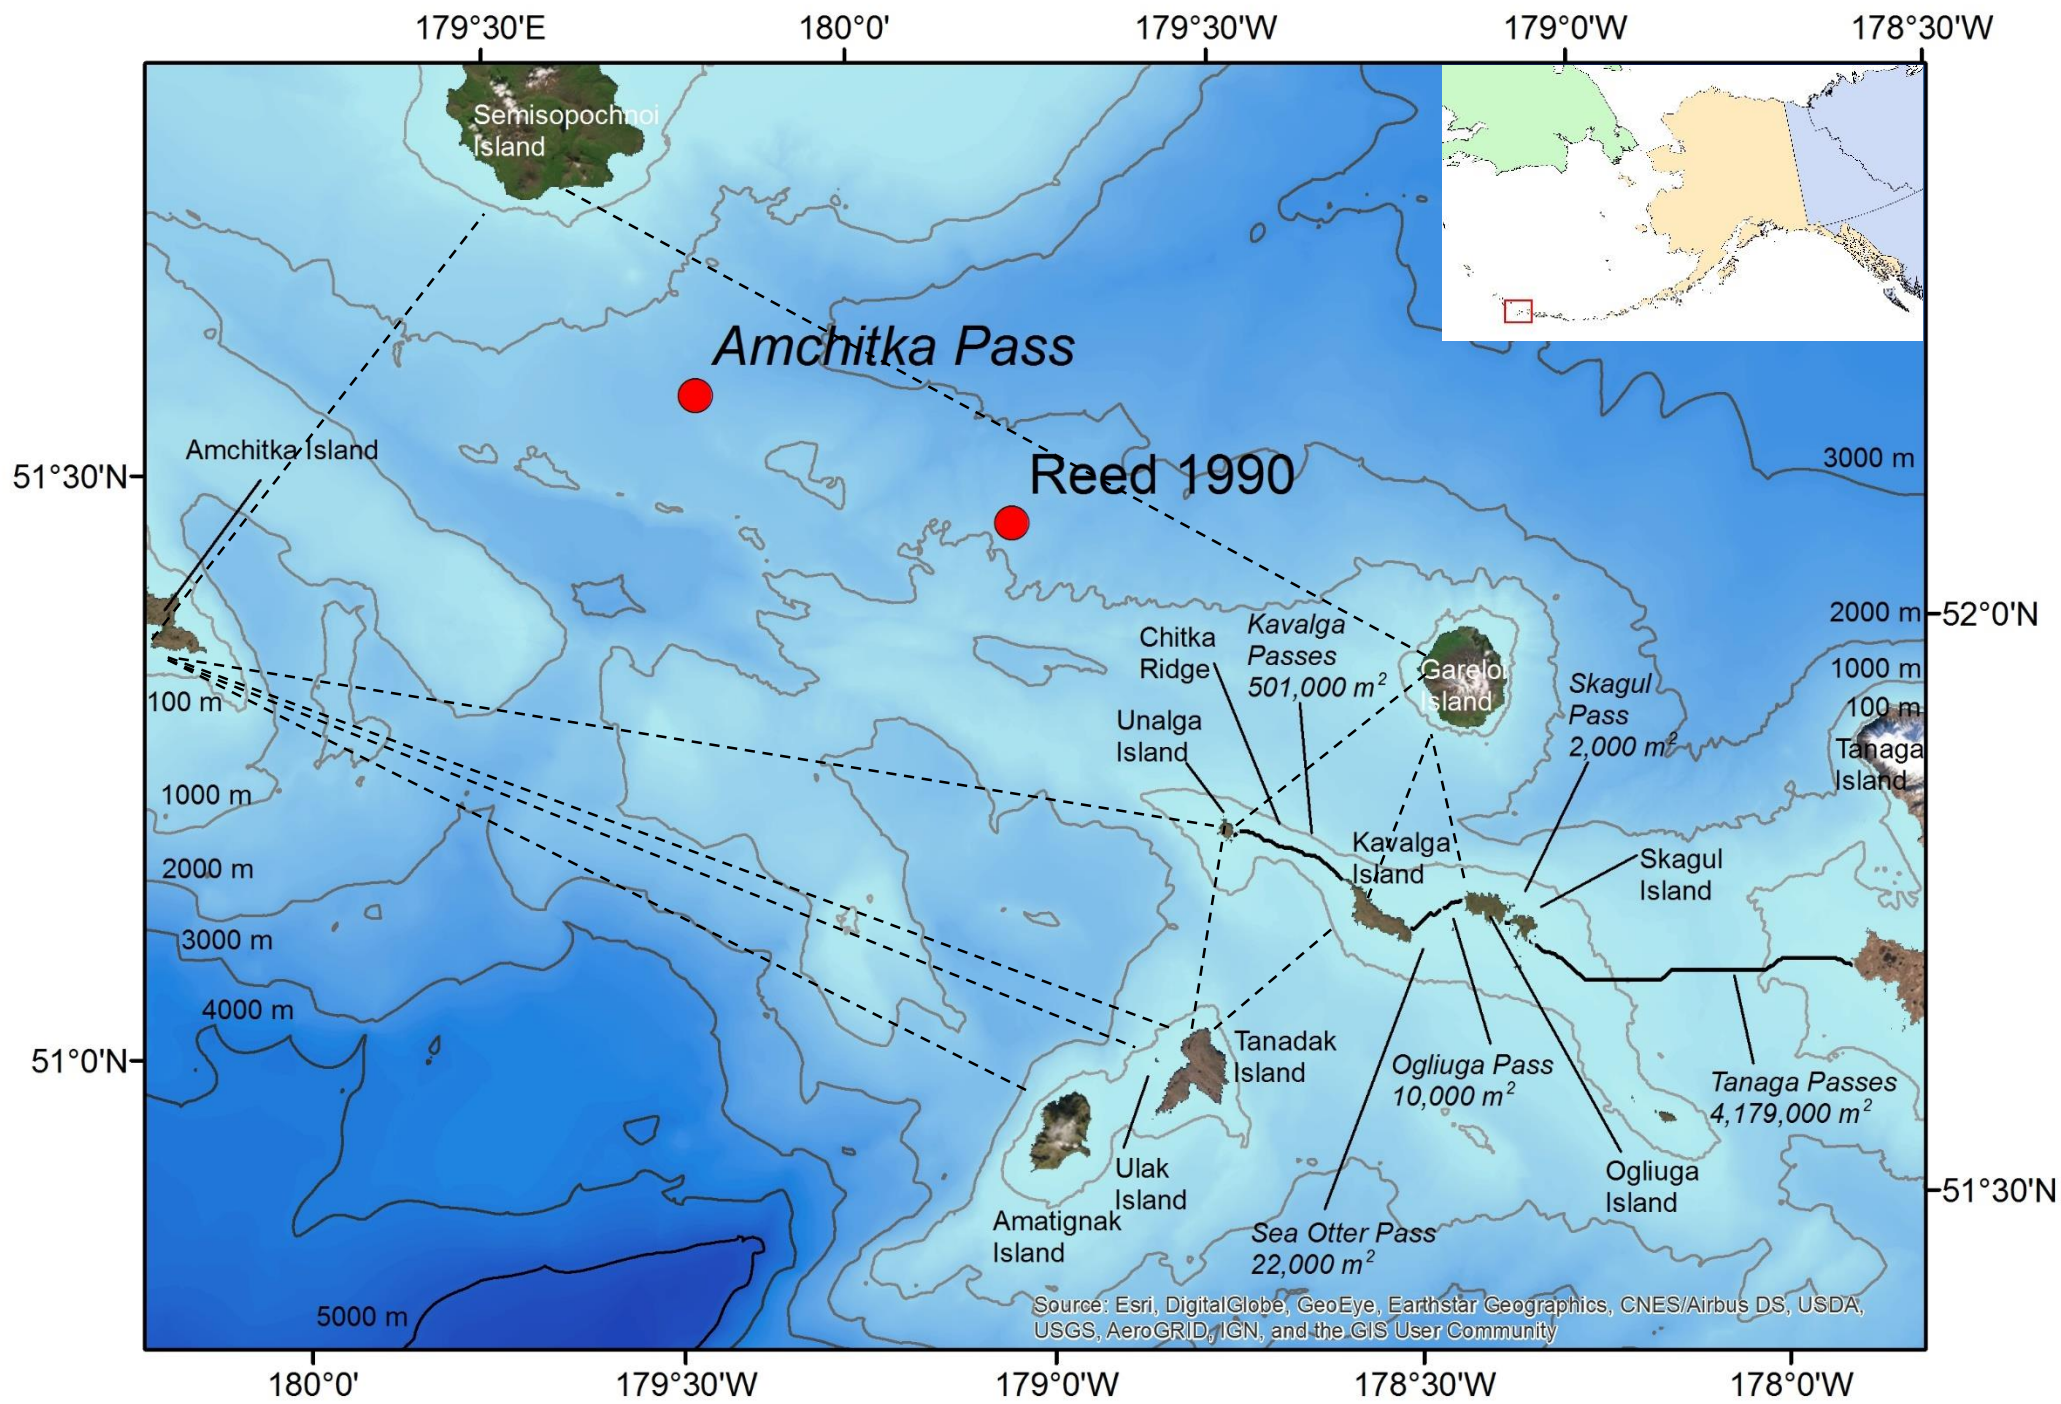 179°30'E
180°0'
179°30'W
179°0'W
178°30'W
Semisopochnoi
Island
Amchitka Pass
Amchitka Island
3000 m
Reed 1990
51°30'N
2000 m
52°0'N
Chitka
Ridge
Kavalga
Passes
501,000 m²
1000 m
Gareloi
Island
Skagul
Pass
2,000 m²
100 m
100 m
Unalga
Island
Tanaga
Island
1000 m
Kavalga
Island
Skagul
Island
2000 m
3000 m
4000 m
51°0'N
Tanadak
Island
Ogliuga Pass
10,000 m²
Tanaga Passes
4,179,000 m²
Ulak
Island
Ogliuga
Island
51°30'N
Amatignak
Island
Sea Otter Pass
22,000 m²
5000 m
Source: Esri, DigitalGlobe, GeoEye, Earthstar Geographics, CNES/Airbus DS, USDA,
USGS, AeroGRID, IGN, and the GIS User Community
180°0'
179°30'W
179°0'W
178°30'W
178°0'W